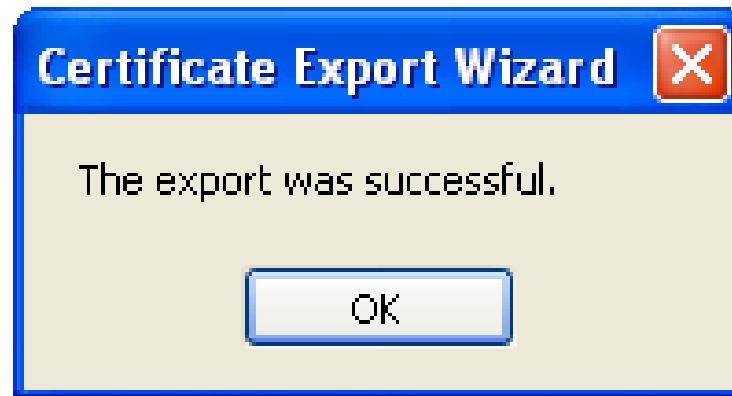 Certificate Export Wizard
The export was successful.
OK